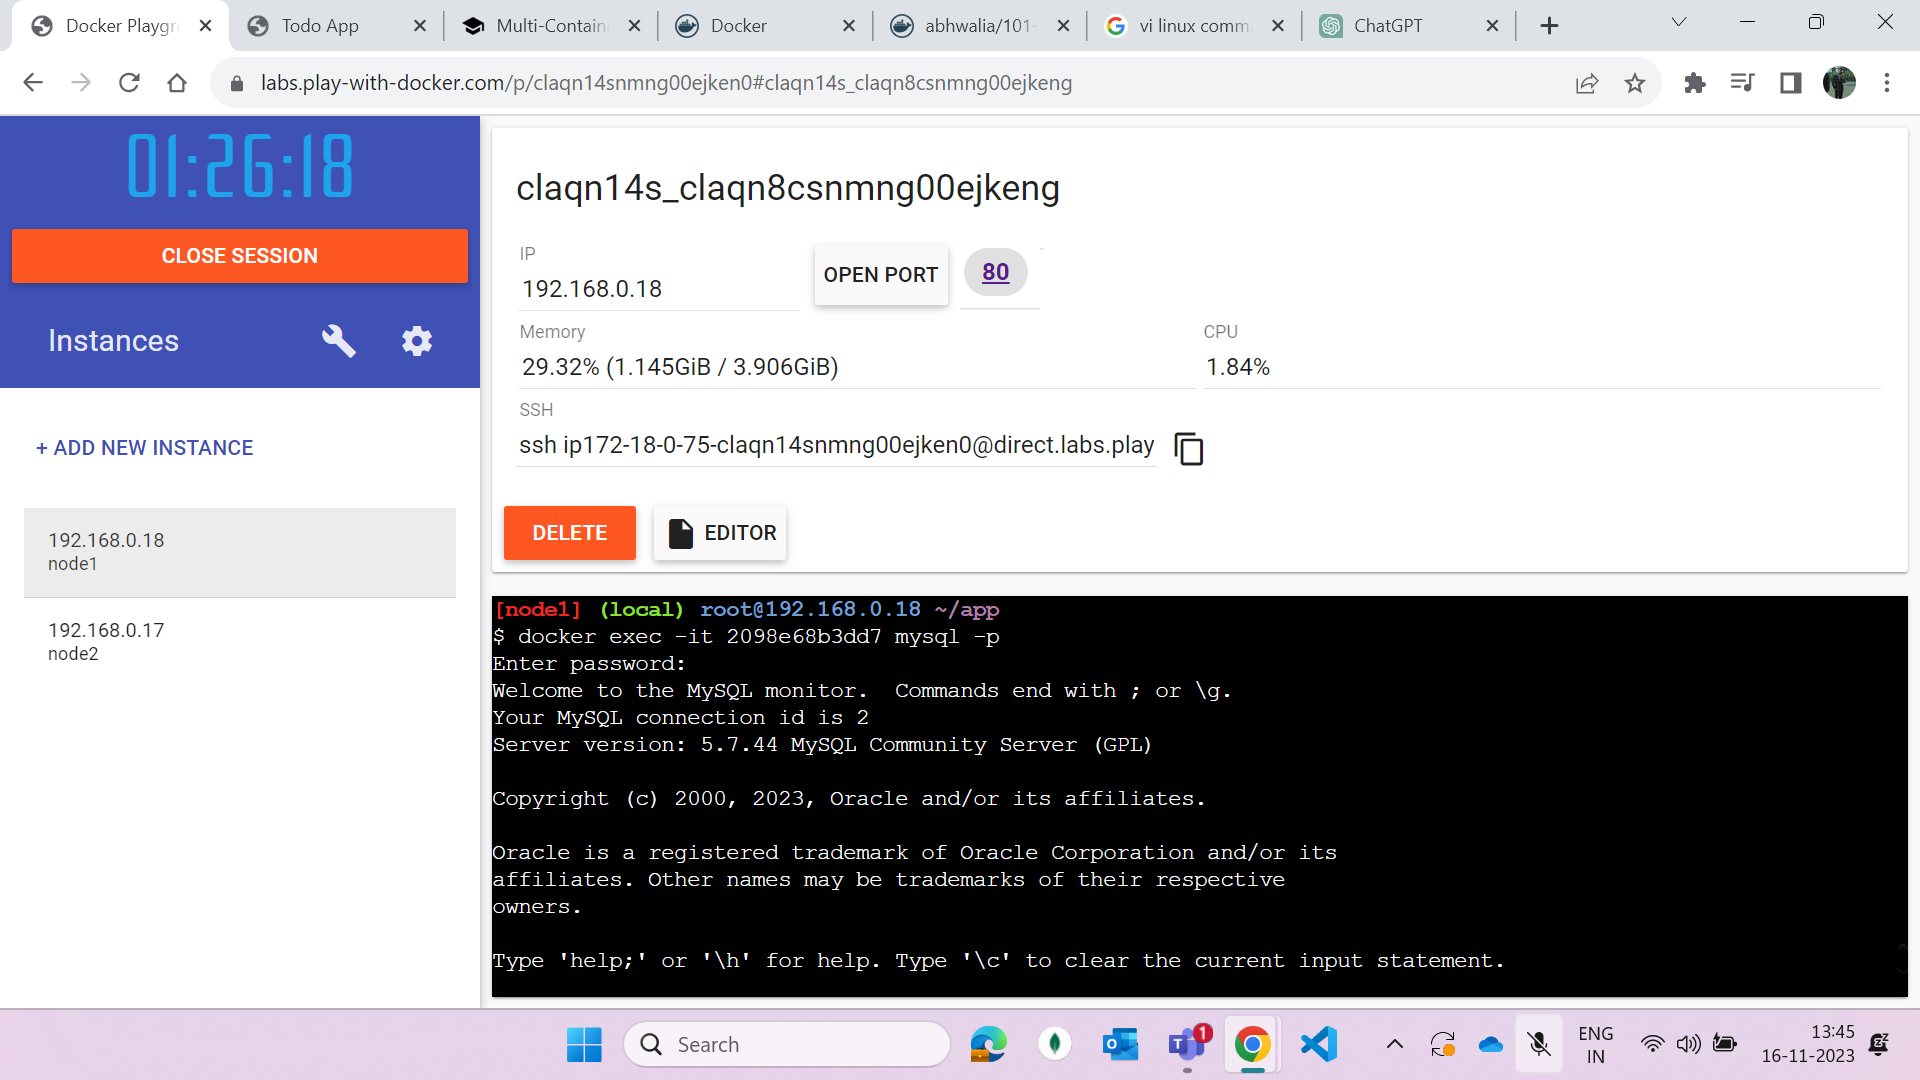 Docker Playgr
Todo App
Multi-Contain
Docker
abhwalia/101-
vi linux comm
ChatGPT
labs.play-with-docker.com/p/claqn14snmng00ejken0#claqn14s_claqn8csnmng00ejkeng
01:26:18
CLOSE SESSION
Instances
+ ADD NEW INSTANCE
192.168.0.18
node1
192.168.0.17
node2
claqn14s_claqn8csnmng00ejkeng
IP
192.168.0.18
OPEN PORT
80
Memory
29.32% (1.145GiB / 3.906GiB)
CPU
1.84%
SSH
ssh ip172-18-0-75-claqn14snmng00ejken0@direct.labs.play
DELETE
EDITOR
[node1] (local) root@192.168.0.18 ~/app
$ docker exec -it 2098e68b3dd7 mysql -p
Enter password:
Welcome to the MySQL monitor.  Commands end with ; or \g.
Your MySQL connection id is 2
Server version: 5.7.44 MySQL Community Server (GPL)
Copyright (c) 2000, 2023, Oracle and/or its affiliates.
Oracle is a registered trademark of Oracle Corporation and/or its
affiliates. Other names may be trademarks of their respective
owners.
Type 'help;' or '\h' for help. Type '\c' to clear the current input statement.
Search
1
ENG
IN
13:45
16-11-2023